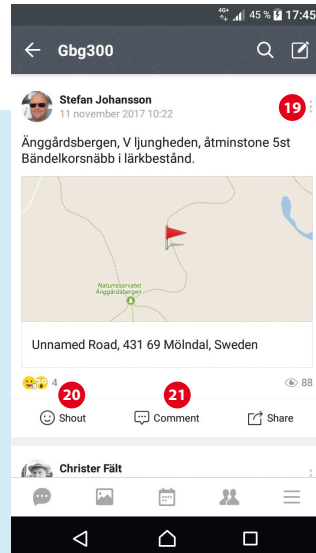 4G+ 45 % 17:45
Gbg300
Stefan Johansson
11 november 2017 10:22
19
Änggårdsbergen, V ljungheden, åtminstone 5st
Bändelkorsnäbb i lärkbestånd.
Naturreservatet
Änggårdsbergen
Unnamed Road, 431 69 Mölndal, Sweden
4
88
20
21
Shout
Comment
Share
Christer Fält